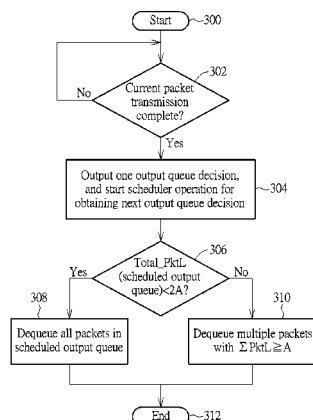 Start
300
302
No
Current packet
transmission
complete?
Yes
Output one output queue decision,
and start scheduler operation for
obtaining next output queue decision
304
306
Total_PktL
(scheduled output
queue)<2A?
Yes
No
308
310
Dequeue all packets in
scheduled output queue
Dequeue multiple packets
with ΣPktL≧A
End
312